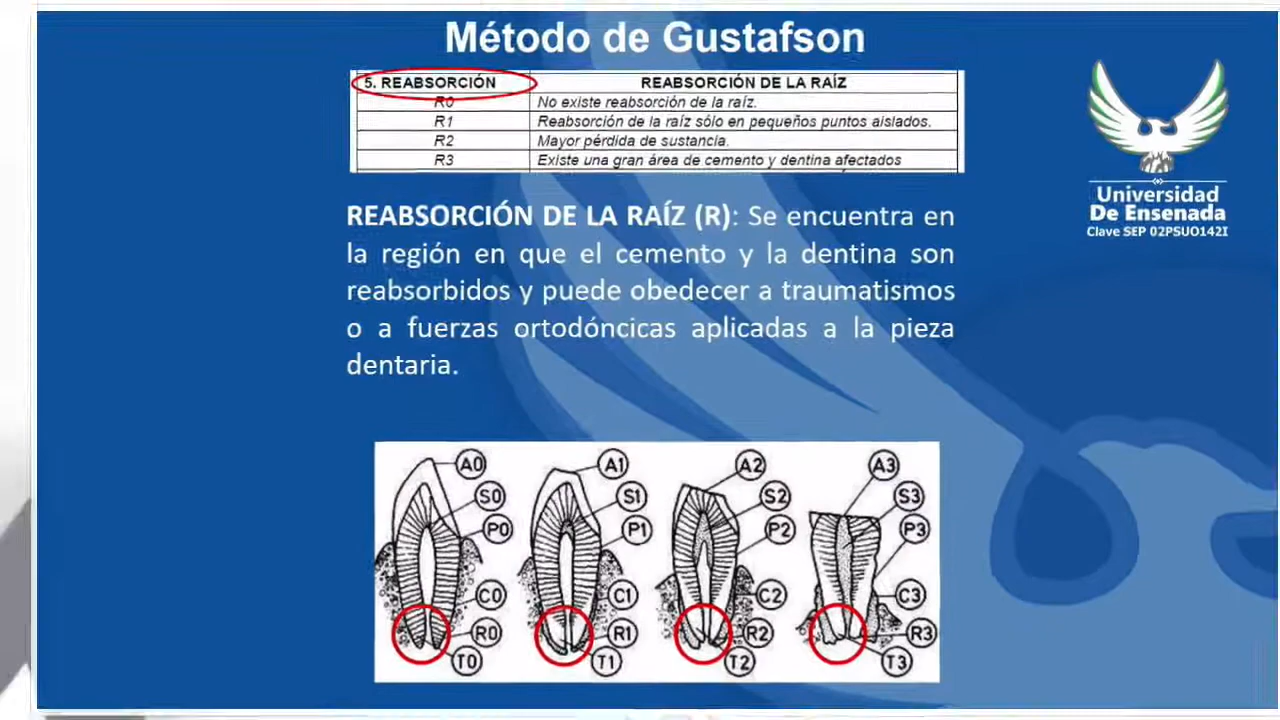 Método de Gustafson
5. REABSORCIÓN REABSORCIÓN DE LA RAÍZ
R0 No existe reabsorción de la raíz.
R1 Reabsorción de la raíz sólo en pequeños puntos aislados.
R2 Mayor pérdida de sustancia.
R3 Existe una gran área de cemento y dentina afectados
Universidad
De Ensenada
Clave SEP 02PSUO142I
REABSORCIÓN DE LA RAÍZ (R): Se encuentra en
la región en que el cemento y la dentina son
reabsorbidos y puede obedecer a traumatismos
o a fuerzas ortodóncicas aplicadas a la pieza
dentaria.
A0 A1 A2 A3
S0 S1 S2 S3
P0 P1 P2 P3
C0 C1 C2 C3
R0 R1 R2 R3
T0 T1 T2 T3